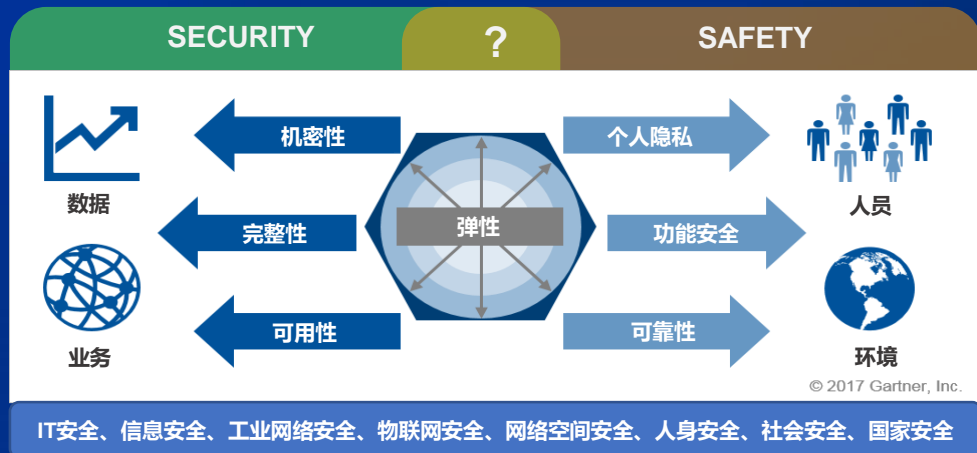 SECURITY
?
SAFETY
机密性
个人隐私
数据
人员
完整性
弹性
功能安全
可用性
可靠性
业务
环境
© 2017 Gartner, Inc.
IT安全、信息安全、工业网络安全、物联网安全、网络空间安全、人身安全、社会安全、国家安全